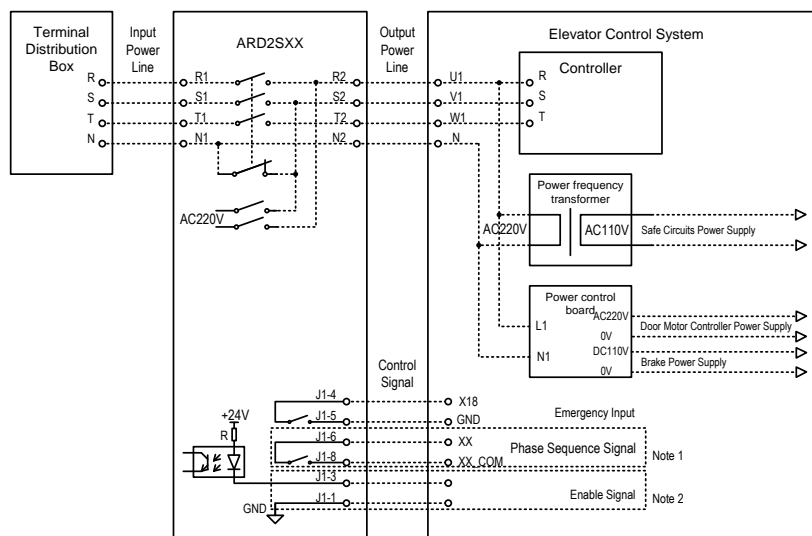 Terminal
Distribution
Box
Input
Power
Line
ARD2SXX
Output
Power
Line
Elevator Control System
Controller
R R1 R2 U1 R
S S1 S2 V1 S
T T1 T2 W1 T
N N1 N2 N
Power frequency
transformer
AC220V
AC220V AC110V Safe Circuits Power Supply
Power control
board
AC220V
L1 Door Motor Controller Power Supply
0V
DC110V
N1 Brake Power Supply
0V
Control
Signal
J1-4 X18
+24V J1-5 GND Emergency Input
R J1-6 XX Phase Sequence Signal Note 1
J1-8 XX_COM
J1-3
Enable Signal Note 2
J1-1
GND